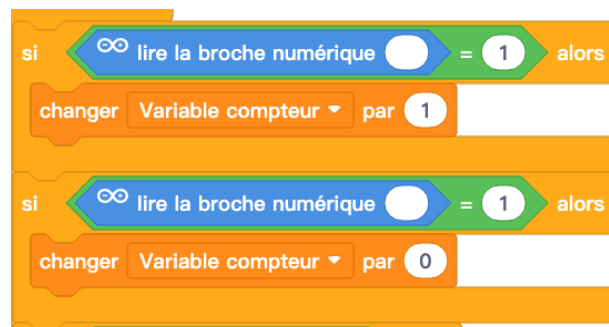 si lire la broche numérique = 1 alors
changer Variable compteur par 1
si lire la broche numérique = 1 alors
changer Variable compteur par 0